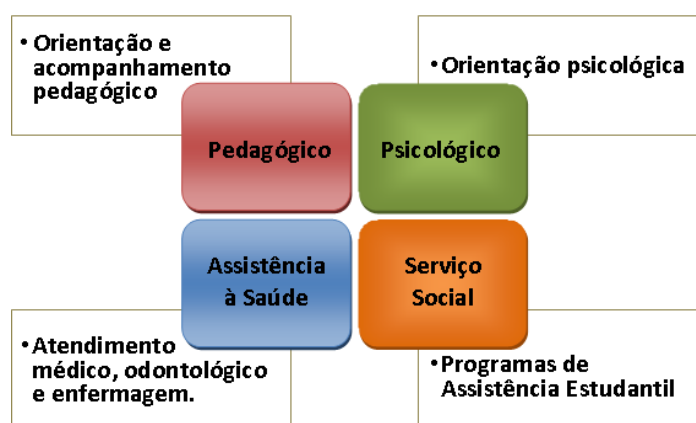 • Orientação e
acompanhamento
pedagógico
• Orientação psicológica
Pedagógico
Psicológico
Assistência
à Saúde
Serviço
Social
• Atendimento
médico, odontológico
e enfermagem.
• Programas de
Assistência Estudantil